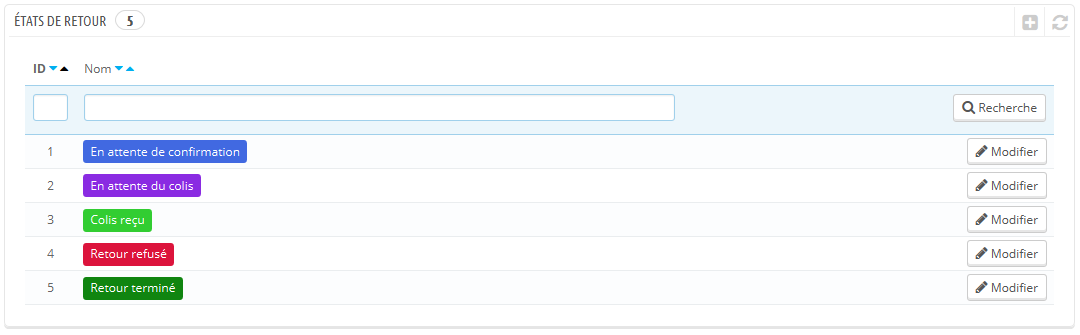 ÉTATS DE RETOUR 5
ID Nom
Recherche
1 En attente de confirmation Modifier
2 En attente du colis Modifier
3 Colis reçu Modifier
4 Retour refusé Modifier
5 Retour terminé Modifier